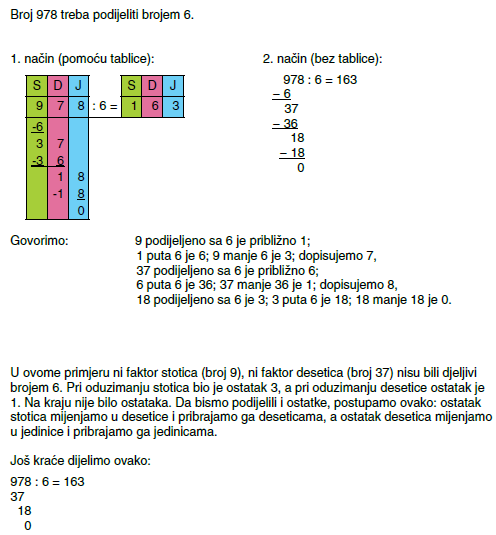 Broj 978 treba podijeliti brojem 6.
1. način (pomoću tablice):
S D J S D J
9 7 8 : 6 = 1 6 3
-6
3 7
-3 6
1 8
-1 8
0
2. način (bez tablice):
978 : 6 = 163
– 6
37
– 36
18
– 18
0
Govorimo:
9 podijeljeno sa 6 je približno 1;
1 puta 6 je 6; 9 manje 6 je 3; dopisujemo 7,
37 podijeljeno sa 6 je približno 6;
6 puta 6 je 36; 37 manje 36 je 1; dopisujemo 8,
18 podijeljeno sa 6 je 3; 3 puta 6 je 18; 18 manje 18 je 0.
U ovome primjeru ni faktor stotica (broj 9), ni faktor desetica (broj 37) nisu bili djeljivi
brojem 6. Pri oduzimanju stotica bio je ostatak 3, a pri oduzimanju desetice ostatak je
1. Na kraju nije bilo ostataka. Da bismo podijelili i ostatke, postupamo ovako: ostatak
stotica mijenjamo u desetice i pribrajamo ga deseticama, a ostatak desetica mijenjamo
u jedinice i pribrajamo ga jedinicama.
Još kraće dijelimo ovako:
978 : 6 = 163
37
18
0